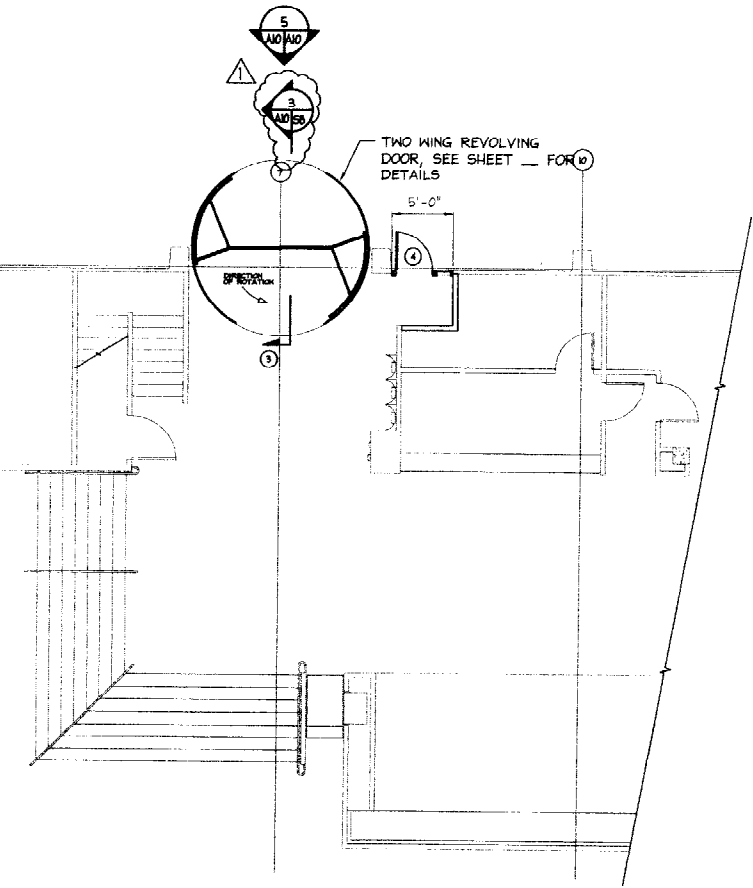 5
A10 A10
1
3
A10 S8
TWO WING REVOLVING
DOOR, SEE SHEET __ FOR
DETAILS
7
10
5'-0"
4
DIRECTION
OF ROTATION
3